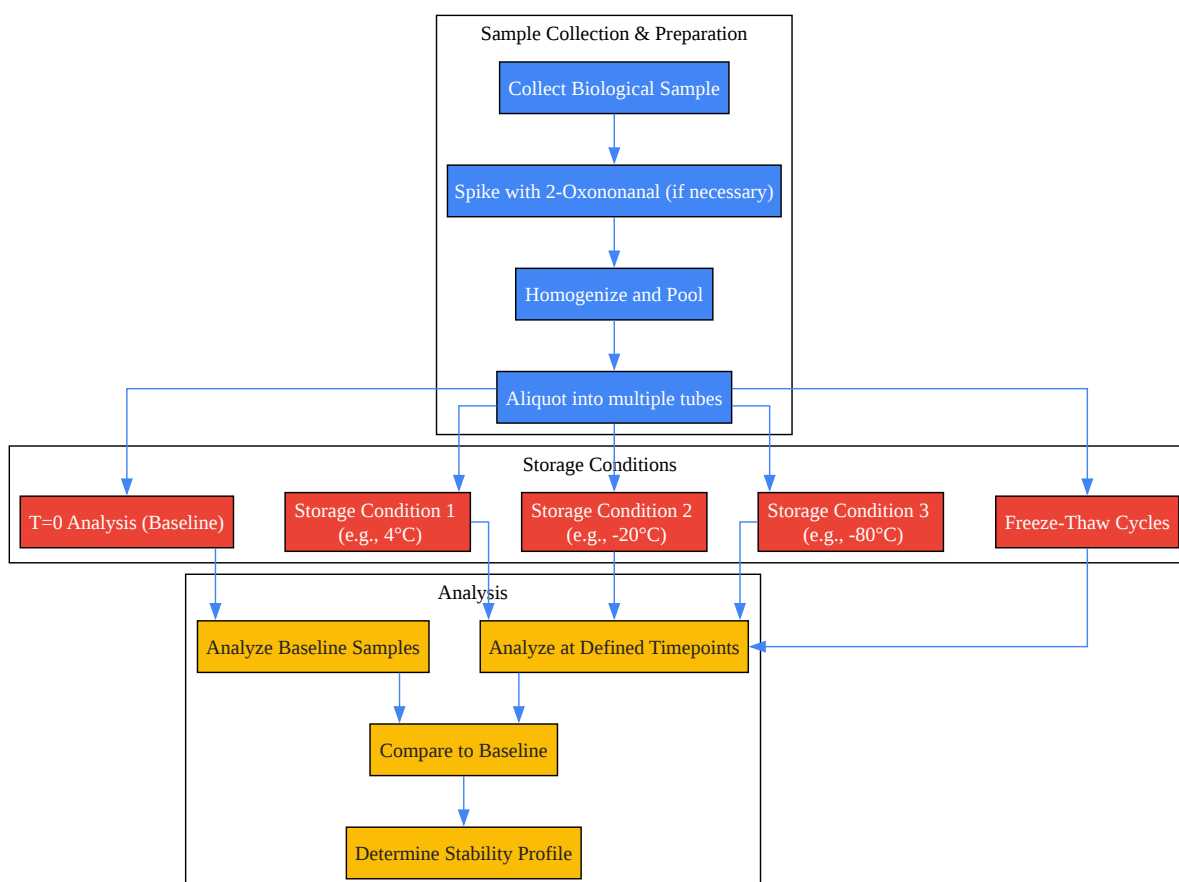 Sample Collection & Preparation
Collect Biological Sample
Spike with 2-Oxononanal (if necessary)
Homogenize and Pool
Aliquot into multiple tubes
Storage Conditions
T=0 Analysis (Baseline)
Storage Condition 1
(e.g., 4°C)
Storage Condition 2
(e.g., -20°C)
Storage Condition 3
(e.g., -80°C)
Freeze-Thaw Cycles
Analysis
Analyze Baseline Samples
Analyze at Defined Timepoints
Compare to Baseline
Determine Stability Profile